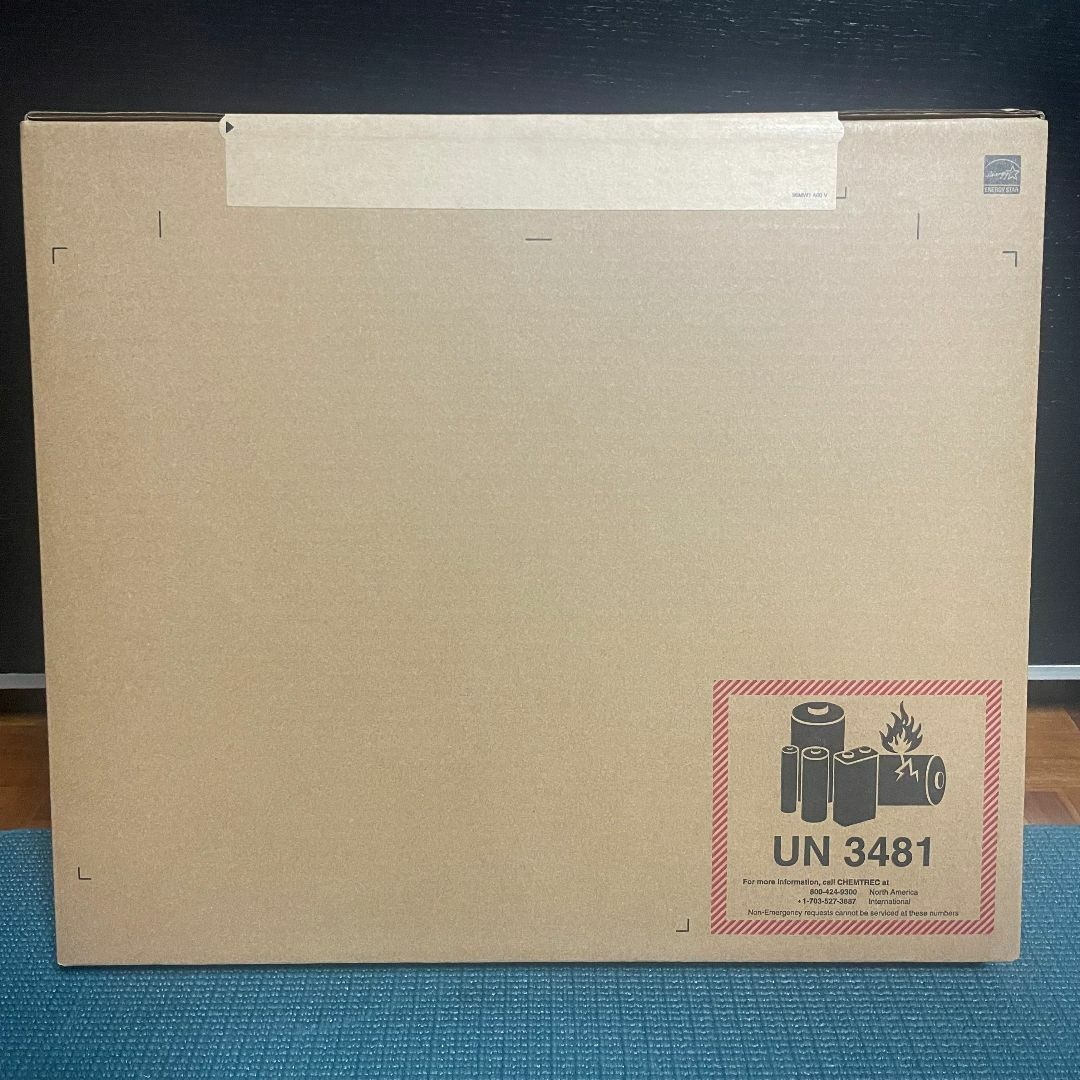 energy
ENERGY STAR
UN 3481
For more information, call CHEMTREC at
800-424-9300 North America
+1-703-527-3887 International
Non-Emergency requests cannot be serviced at these numbers